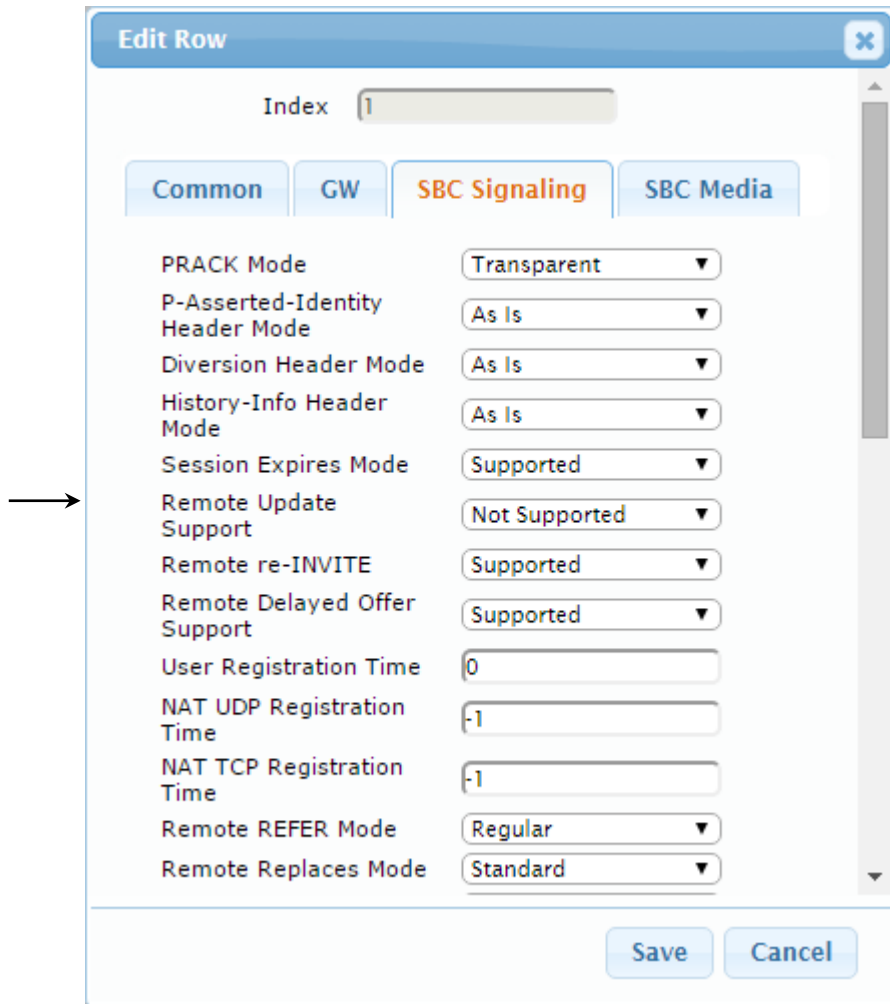 Edit Row
Index 1
Common GW SBC Signaling SBC Media
PRACK Mode Transparent
P-Asserted-Identity
Header Mode As Is
Diversion Header Mode As Is
History-Info Header
Mode As Is
Session Expires Mode Supported
Remote Update
Support Not Supported
Remote re-INVITE Supported
Remote Delayed Offer
Support Supported
User Registration Time 0
NAT UDP Registration
Time -1
NAT TCP Registration
Time -1
Remote REFER Mode Regular
Remote Replaces Mode Standard
Save Cancel